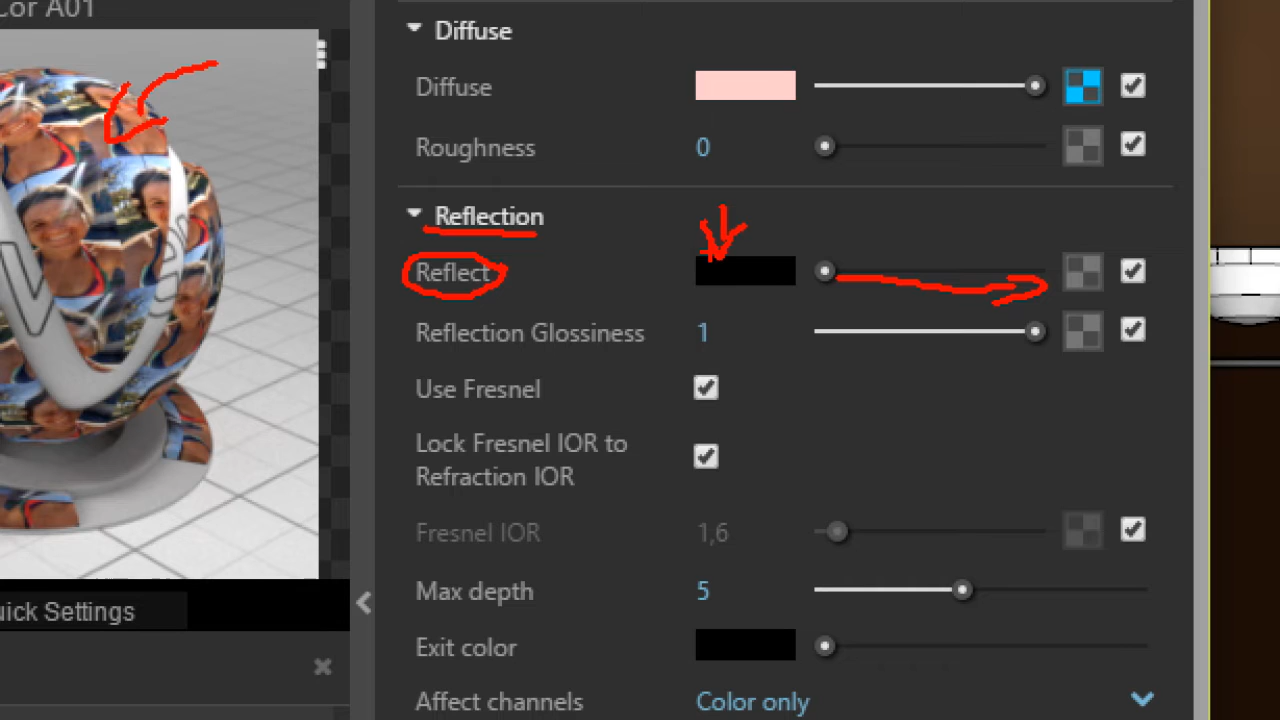 Cor A01
Diffuse
Diffuse
Roughness 0
Reflection
Reflect
Reflection Glossiness 1
Use Fresnel
Lock Fresnel IOR to
Refraction IOR
Fresnel IOR 1,6
Max depth 5
uick Settings
Exit color
Affect channels Color only